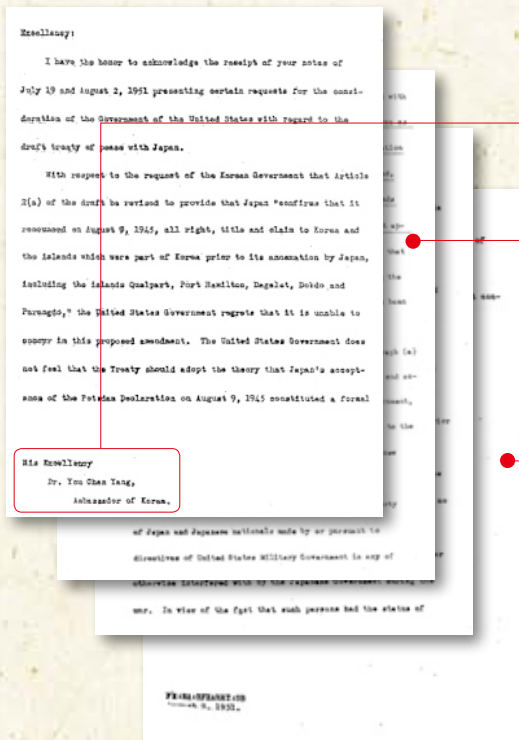 Excellency:
I have the honor to acknowledge the receipt of your notes of
July 19 and August 2, 1951 presenting certain requests for the consi-
deration of the Government of the United States with regard to the
draft treaty of peace with Japan.
With respect to the request of the Korean Government that Article
2(a) of the draft be revised to provide that Japan "confirms that it
renounced on August 9, 1945, all right, title and claim to Korea and
the islands which were part of Korea prior to its annexation by Japan,
including the islands Quelpart, Port Hamilton, Dagelet, Dokdo and
Parangdo," the United States Government regrets that it is unable to
concur in this proposed amendment. The United States Government does
not feel that the Treaty should adopt the theory that Japan's accept-
ance of the Potsdam Declaration on August 9, 1945 constituted a formal
His Excellency
Dr. You Chan Yang,
Ambassador of Korea.
with
that
the
(a)
to the
of
of Japan and Japanese nationals made by or pursuant to
directives of United States Military Government in any of
otherwise interfered with by the Japanese Government during the
war. In view of the fact that such persons had the status of
9, 1951.